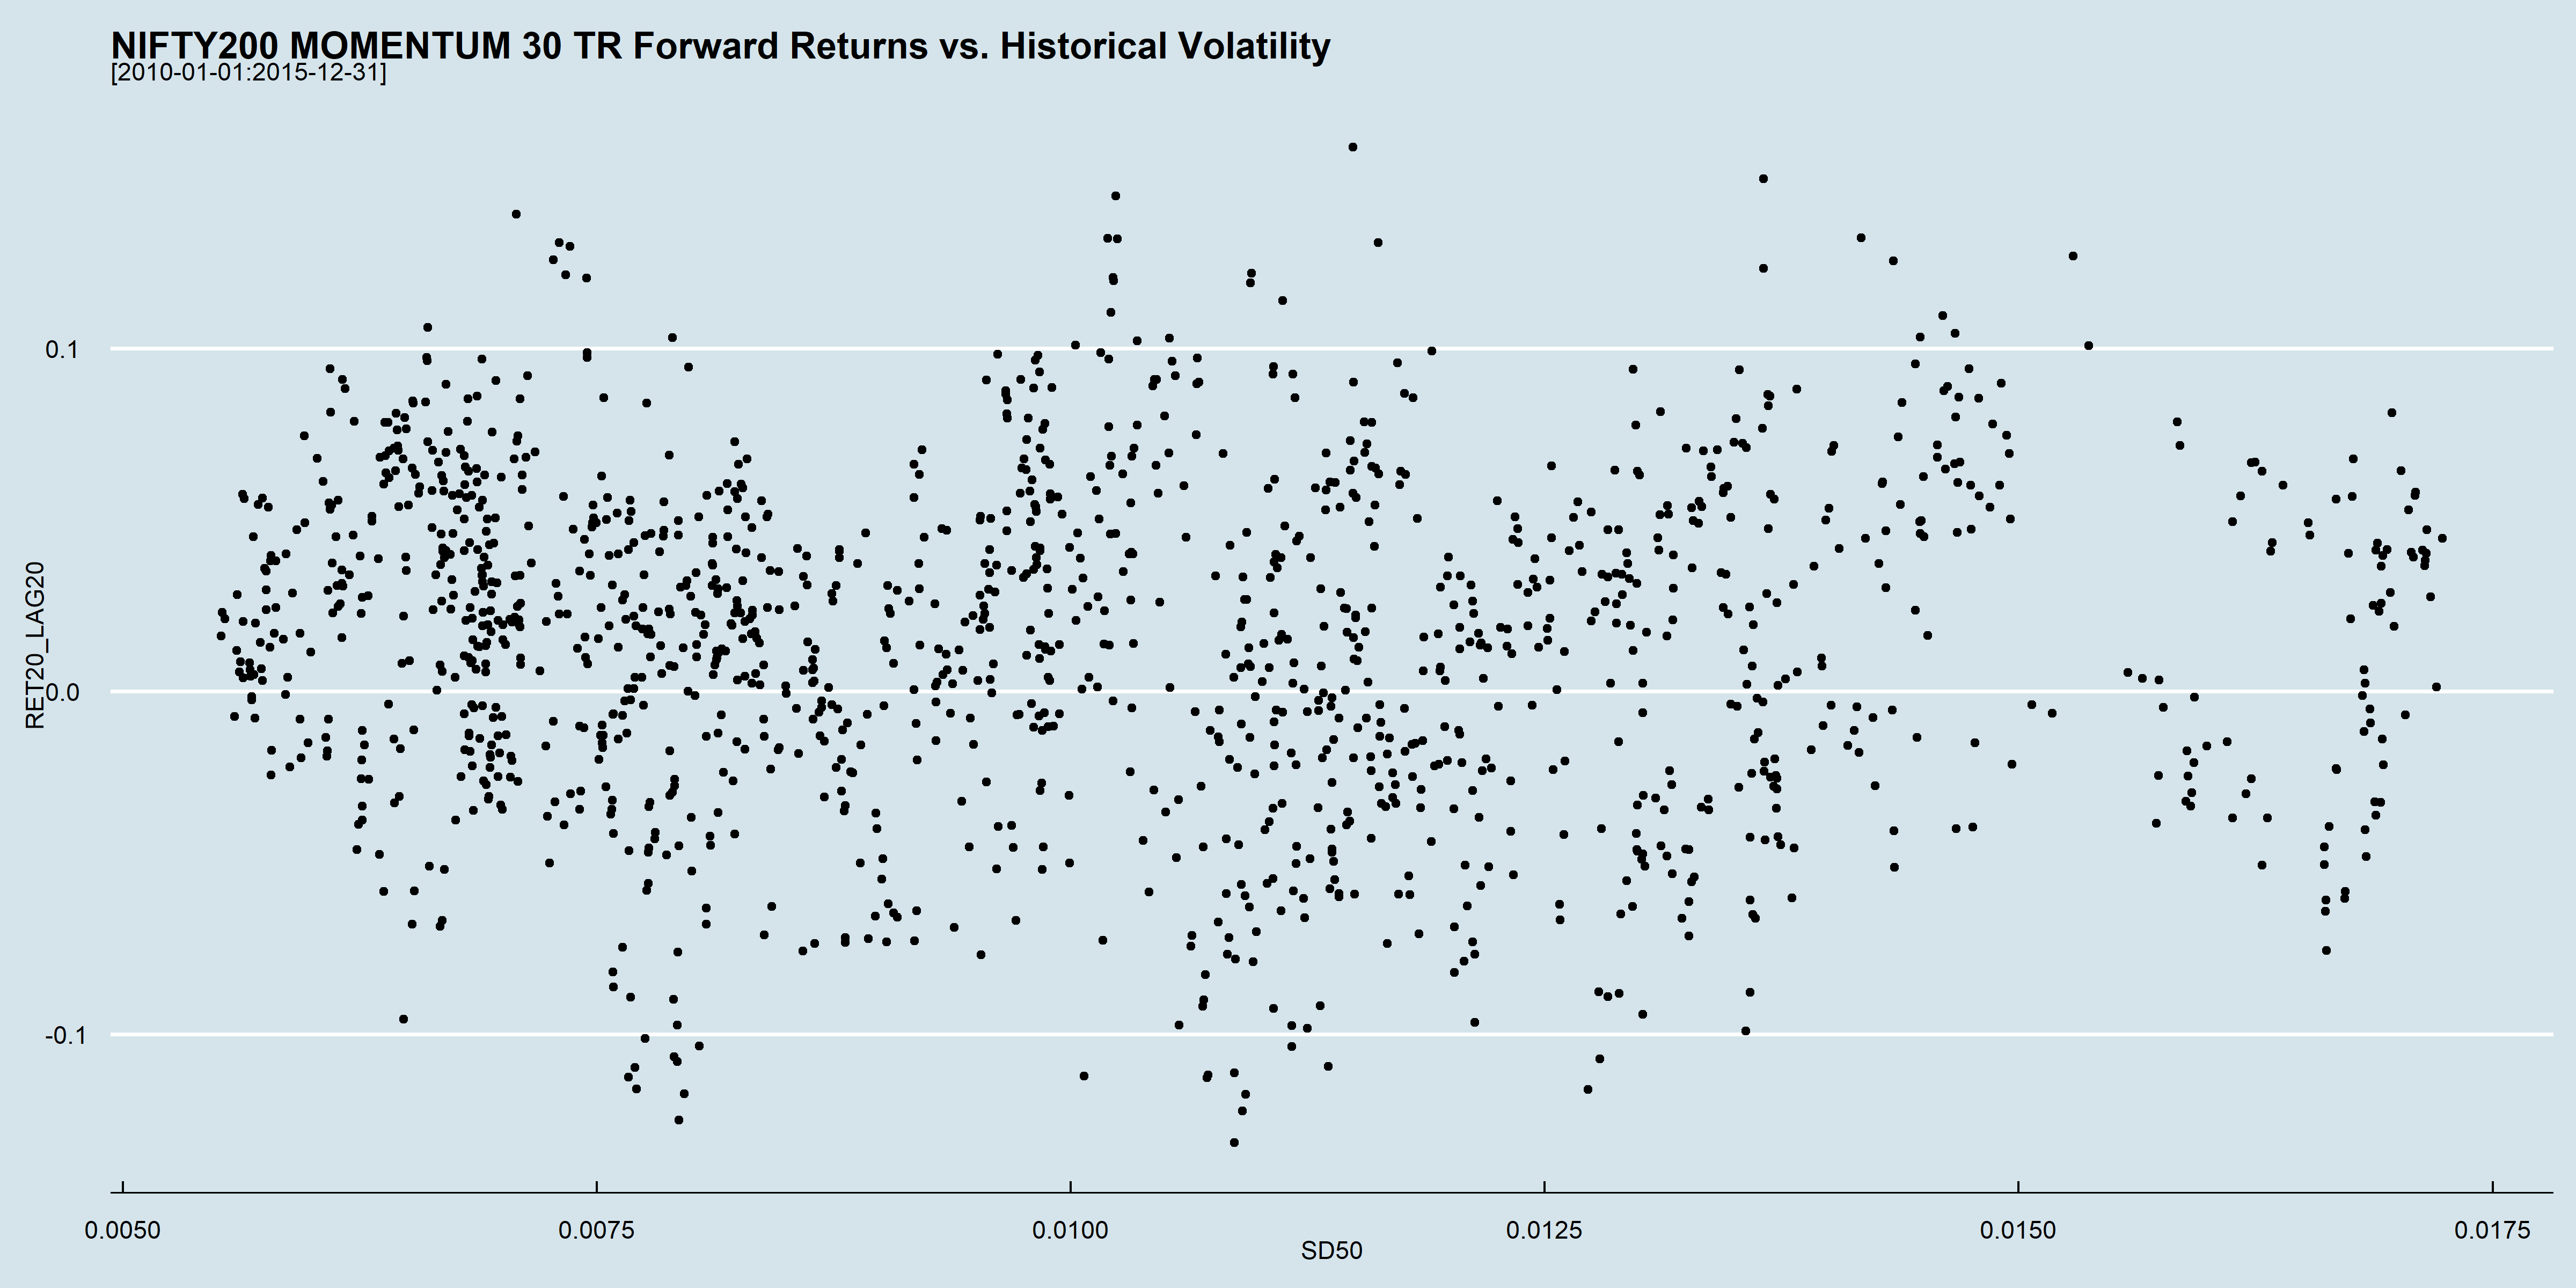 NIFTY200 MOMENTUM 30 TR Forward Returns vs. Historical Volatility
[2010-01-01:2015-12-31]
RET20_LAG20
0.1
0.0
-0.1
0.0050 0.0075 0.0100 0.0125 0.0150 0.0175
SD50